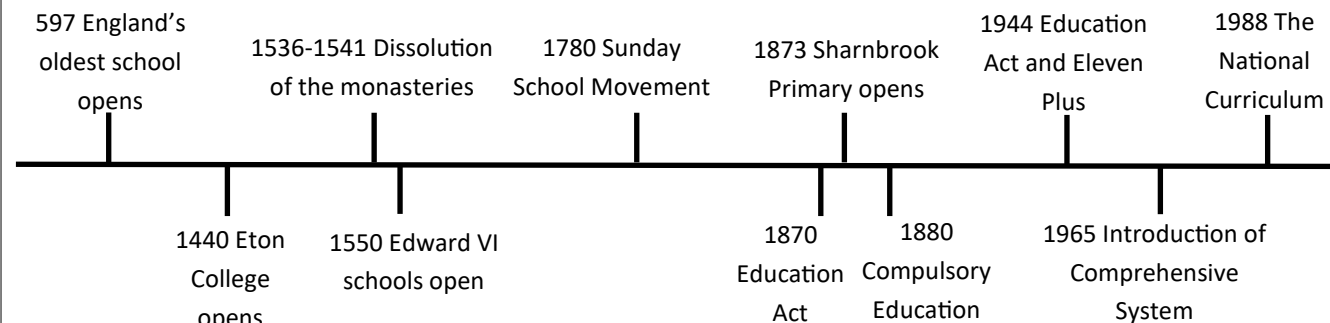 597 England's
oldest school
opens
1536-1541 Dissolution
of the monasteries
1780 Sunday
School Movement
1873 Sharnbrook
Primary opens
1944 Education
Act and Eleven
Plus
1988 The
National
Curriculum
1440 Eton
College
opens
1550 Edward VI
schools open
1870
Education
Act
1880
Compulsory
Education
1965 Introduction of
Comprehensive
System